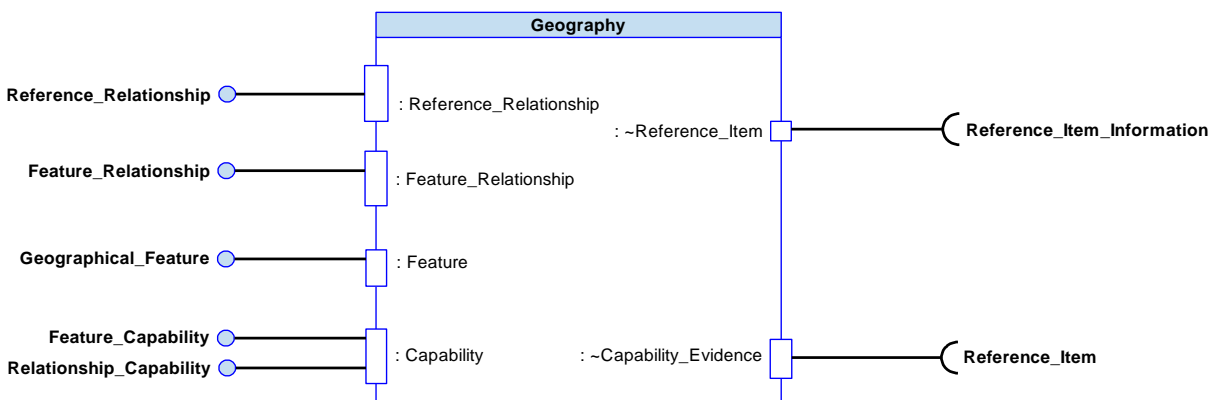 Geography
Reference_Relationship
: Reference_Relationship
: ~Reference_Item
Reference_Item_Information
Feature_Relationship
: Feature_Relationship
Geographical_Feature
: Feature
Feature_Capability
Relationship_Capability
: Capability
: ~Capability_Evidence
Reference_Item